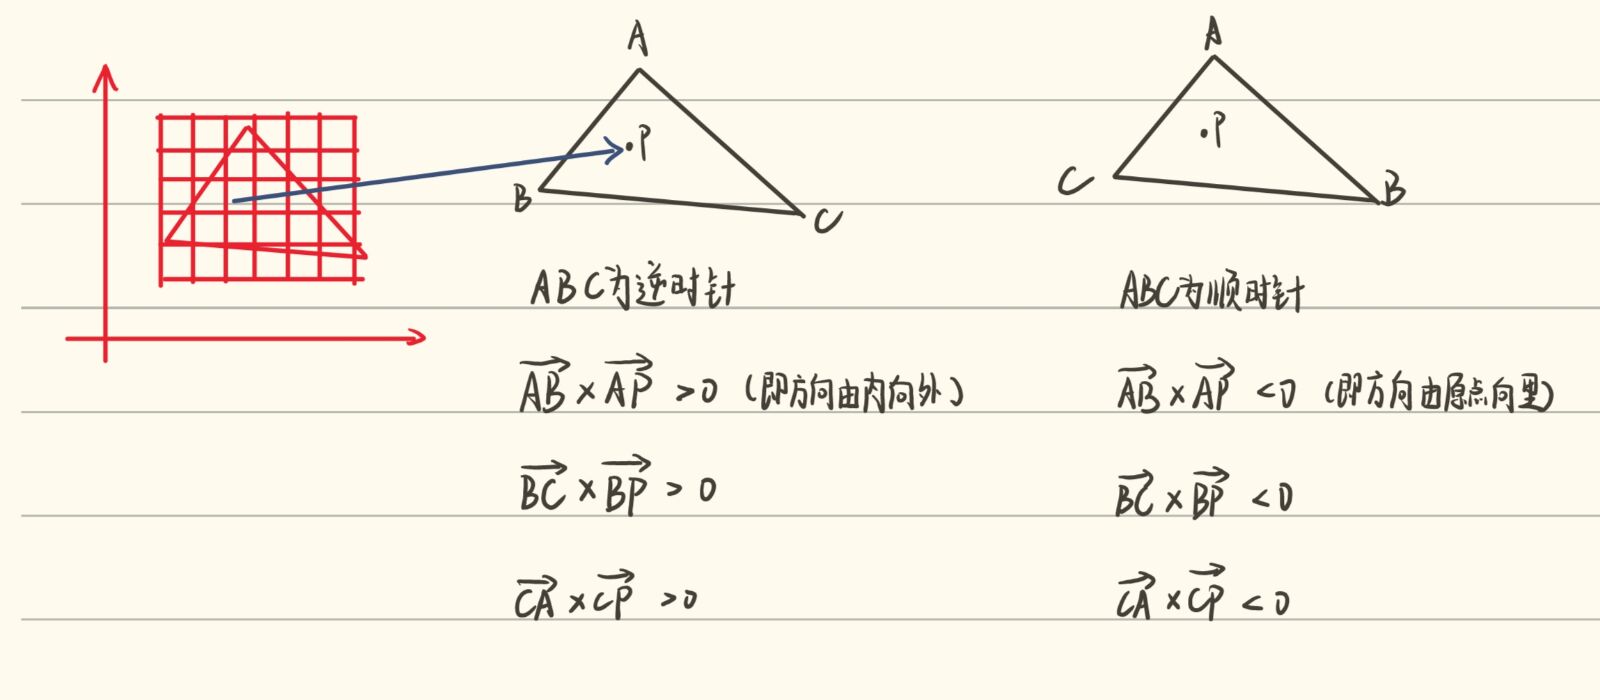 A A
P P
B C C B
ABC为逆时针 ABC为顺时针
$\overrightarrow{AB} \times \overrightarrow{AP} > 0$ (即方向由内向外) $\overrightarrow{AB} \times \overrightarrow{AP} < 0$ (即方向由原点向里)
$\overrightarrow{BC} \times \overrightarrow{BP} > 0$ $\overrightarrow{BC} \times \overrightarrow{BP} < 0$
$\overrightarrow{CA} \times \overrightarrow{CP} > 0$ $\overrightarrow{CA} \times \overrightarrow{CP} < 0$